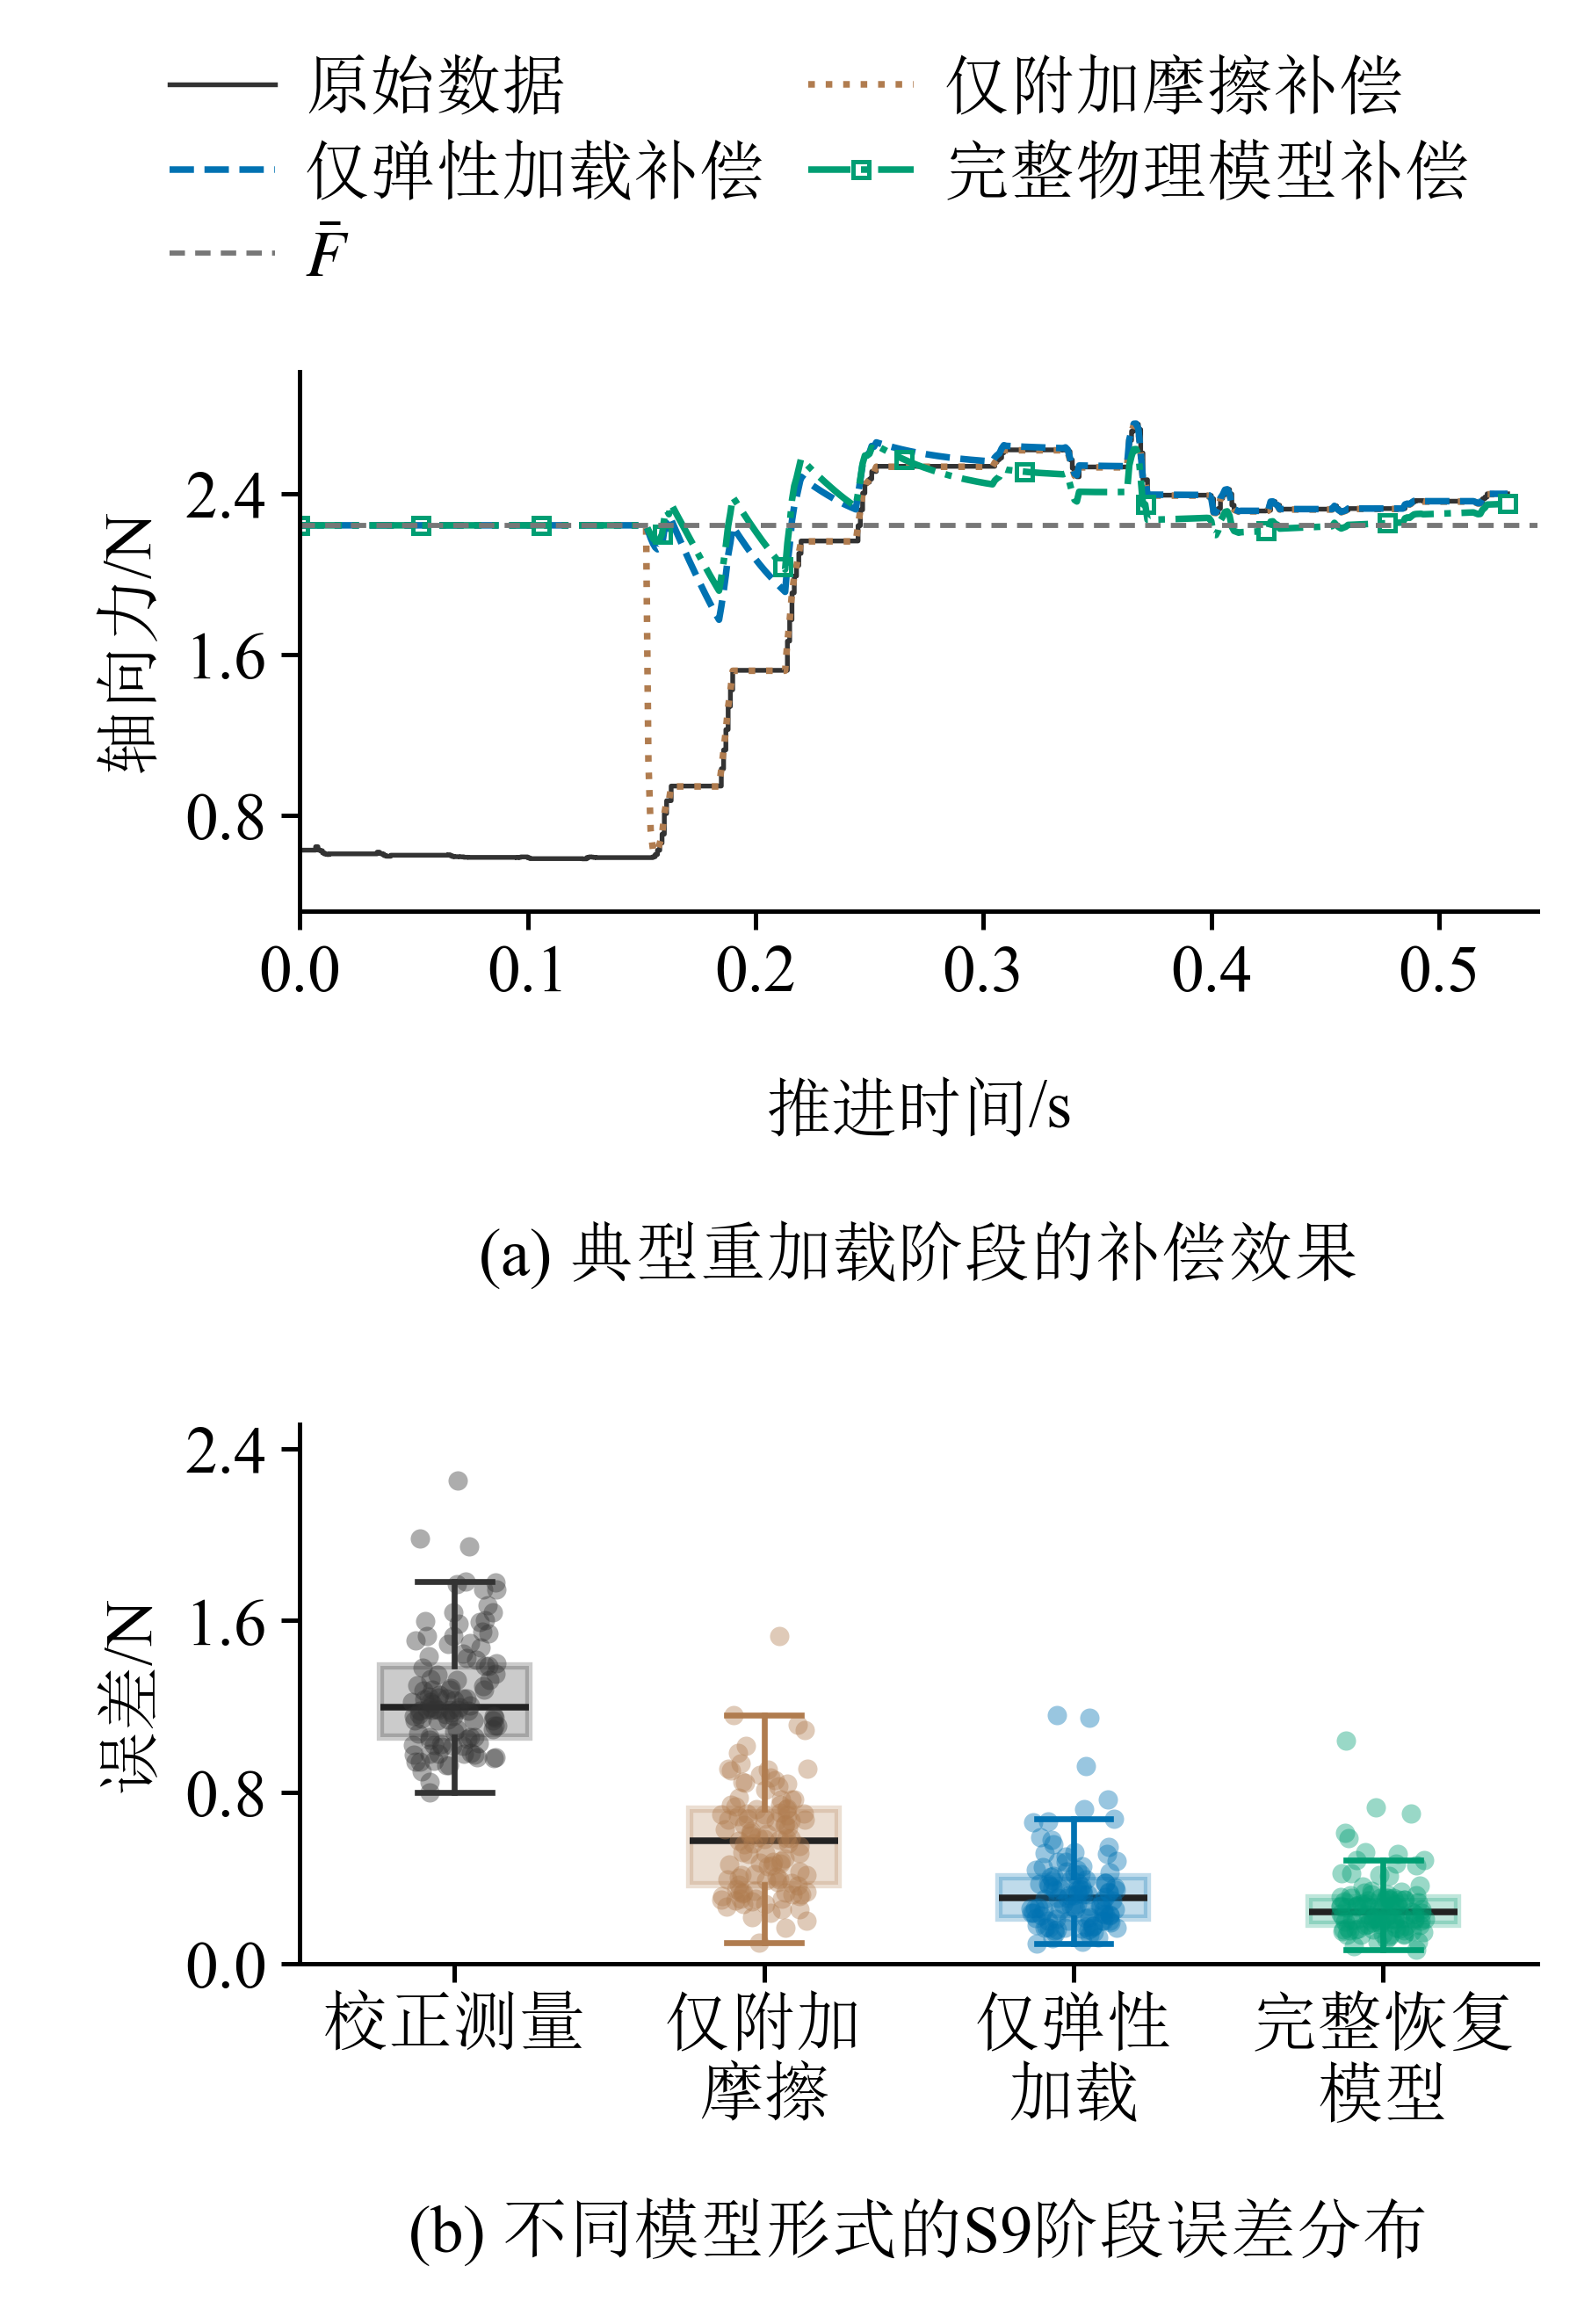 原始数据 仅附加摩擦补偿
仅弹性加载补偿 完整物理模型补偿
F̄
轴向力/N
2.4
1.6
0.8
0.0 0.1 0.2 0.3 0.4 0.5
推进时间/s
(a) 典型重加载阶段的补偿效果
误差/N
2.4
1.6
0.8
0.0
校正测量 仅附加 仅弹性 完整恢复
摩擦 加载 模型
(b) 不同模型形式的S9阶段误差分布